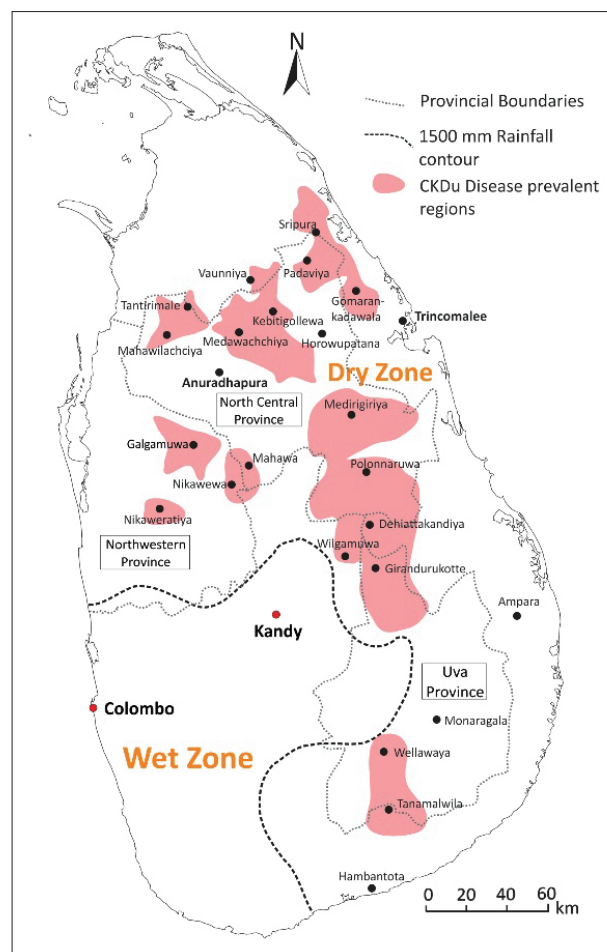 N
Provincial Boundaries
1500 mm Rainfall
contour
CKDu Disease prevalent
regions
Sripura
Vaunniya
Padaviya
Tantirimale
Gomaran-
kadawala
Kebitigollewa
Trincomalee
Mahawilachciya
Medawachchiya
Horowupatana
Anuradhapura
Dry Zone
North Central
Province
Medirigiriya
Galgamuwa
Mahawa
Polonnaruwa
Nikawewa
Nikaweratiya
Dehiattakandiya
Northwestern
Province
Wilgamuwa
Girandurukotte
Ampara
Kandy
Uva
Province
Colombo
Monaragala
Wet Zone
Wellawaya
Tanamalwila
Hambantota
0 20 40 60
km